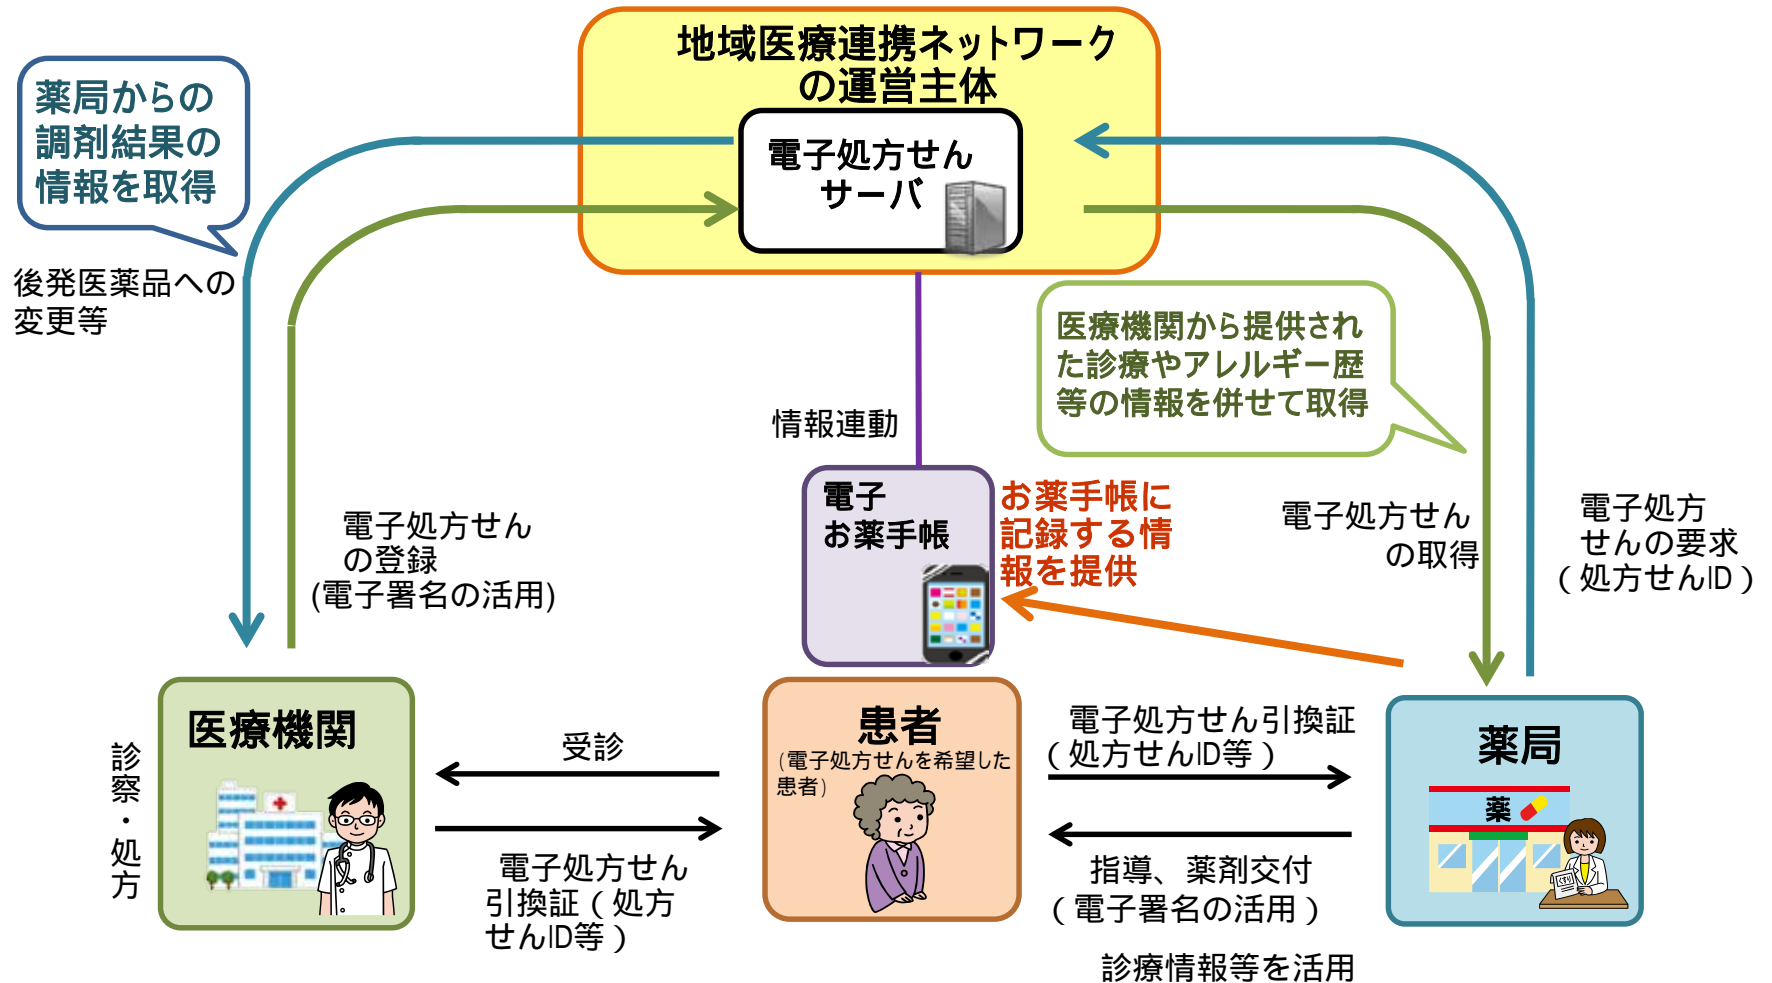 地域医療連携ネットワーク
の運営主体
電子処方せん
サーバ
薬局からの
調剤結果の
情報を取得
後発医薬品への
変更等
医療機関から提供され
た診療やアレルギー歴
等の情報を併せて取得
情報連動
電子
お薬手帳
お薬手帳に
記録する情
報を提供
電子処方せん
の登録
(電子署名の活用)
電子処方せん
の取得
電子処方
せんの要求
（処方せんID）
医療機関
診察・処方
受診
電子処方せん
引換証（処方
せんID等）
患者
(電子処方せんを希望した
患者)
電子処方せん引換証
（処方せんID等）
指導、薬剤交付
（電子署名の活用）
診療情報等を活用
薬局
薬
くすり